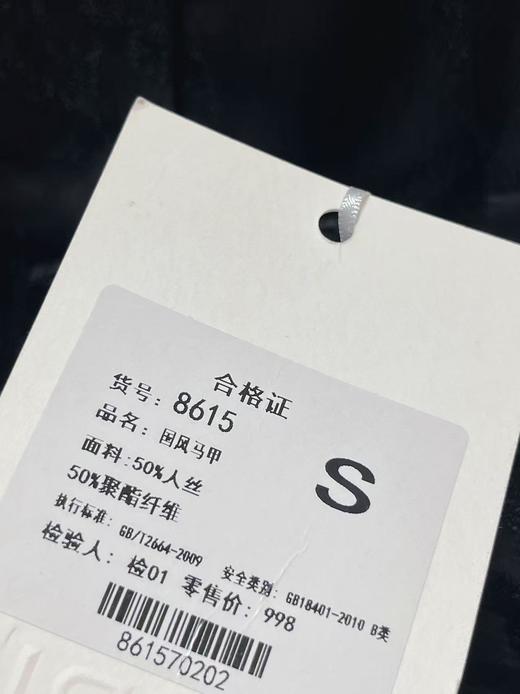 合格证
货号: 8615
品名: 国风马甲
面料:50%人丝
50%聚酯纤维
S
执行标准: GB/T2664-2009 安全类别: GB18401-2010 B类
检验人: 检01 零售价: 998
861570202